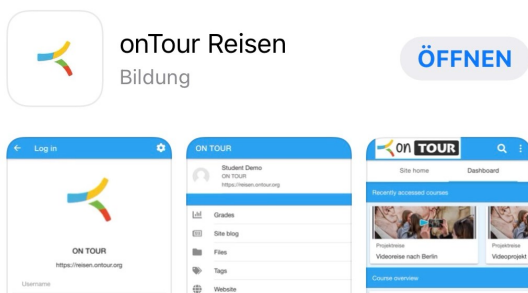 onTour Reisen
Bildung
ÖFFNEN
Log in
ON TOUR
https://reisen.ontour.org
Username
ON TOUR
Student Demo
ON TOUR
https://reisen.ontour.org
Grades
Site blog
Files
Tags
Website
on TOUR
Site home
Dashboard
Recently accessed courses
Projektreise
Videoreise nach Berlin
Projektreise
Videoprojekt
Course overview